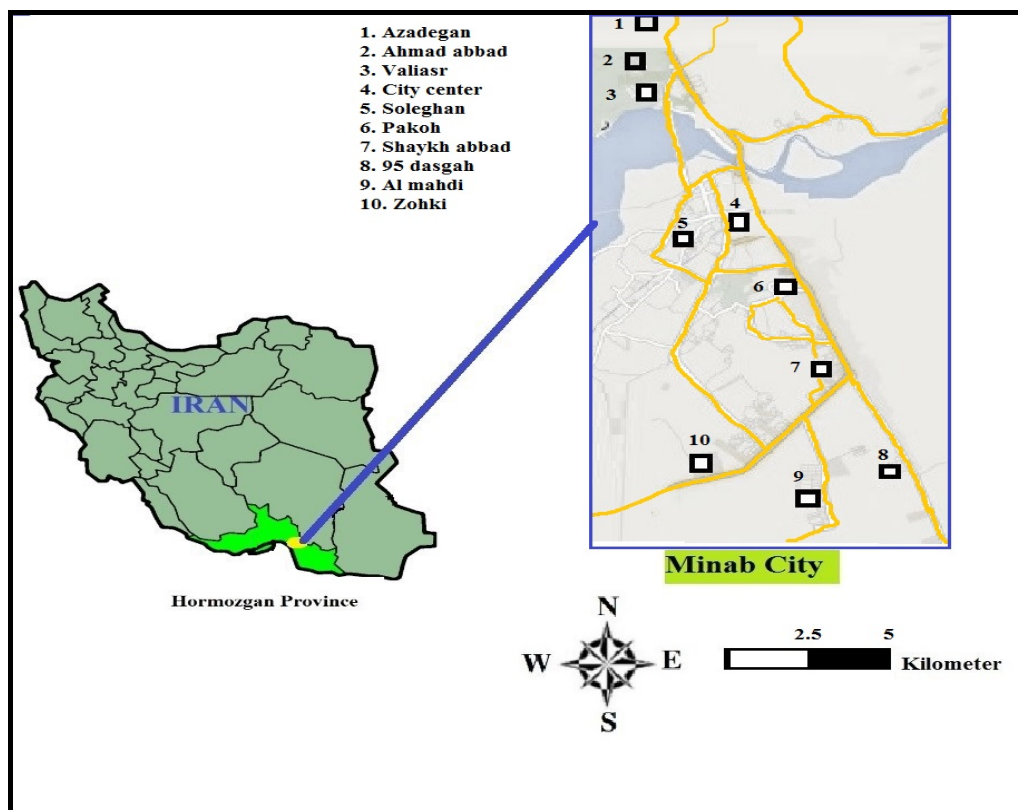 1. Azadegan
2. Ahmad abbad
3. Valiasr
4. City center
5. Soleghan
6. Pakoh
7. Shaykh abbad
8. 95 dasgah
9. Al mahdi
10. Zohki
1
2
3
4
5
6
7
8
9
10
IRAN
Hormozgan Province
Minab City
N
W E
S
2.5 5
Kilometer